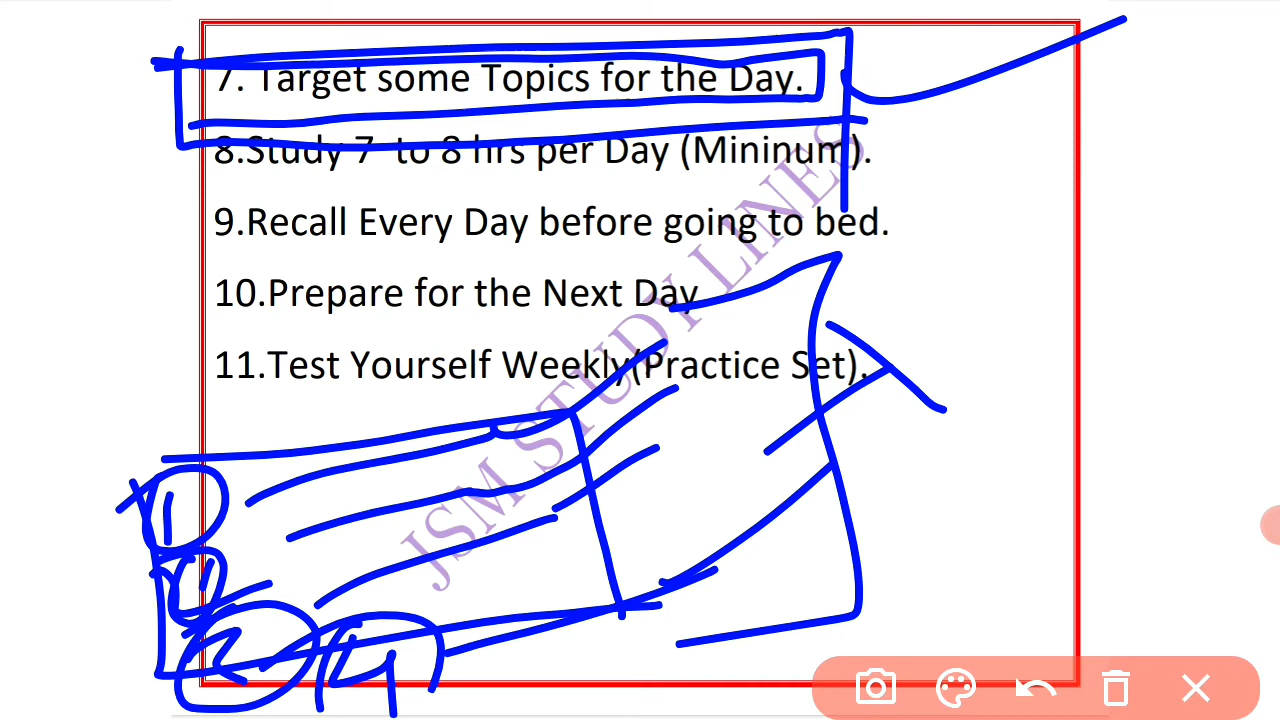 7. Target some Topics for the Day.
8.Study 7 to 8 hrs per Day (Mininum).
9.Recall Every Day before going to bed.
10.Prepare for the Next Day
11.Test Yourself Weekly(Practice Set).
JSM STUDY LINES
1
4